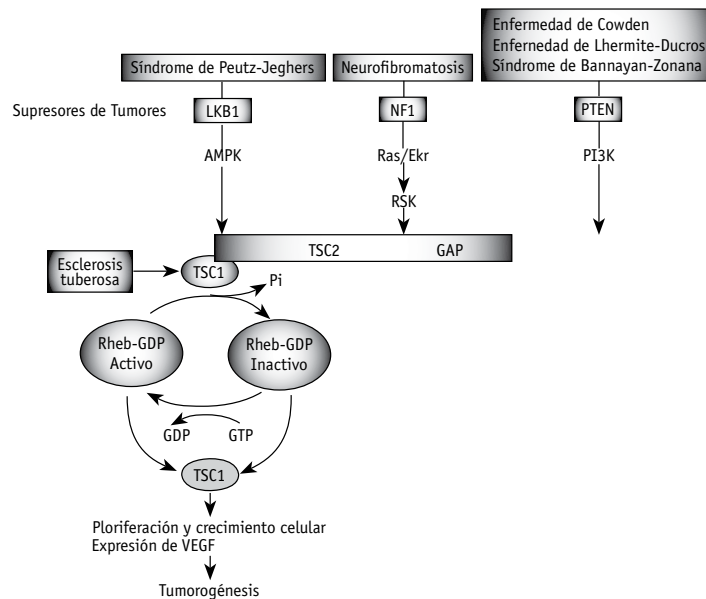 Enfermedad de Cowden
Enfernedad de Lhermite-Ducros
Síndrome de Bannayan-Zonana
Síndrome de Peutz-Jeghers
Neurofibromatosis
Supresores de Tumores
LKB1
NF1
PTEN
AMPK
Ras/Ekr
PI3K
RSK
TSC2
GAP
Esclerosis
tuberosa
TSC1
Pi
Rheb-GDP
Activo
Rheb-GDP
Inactivo
GDP
GTP
TSC1
Ploriferación y crecimiento celular
Expresión de VEGF
Tumorogénesis